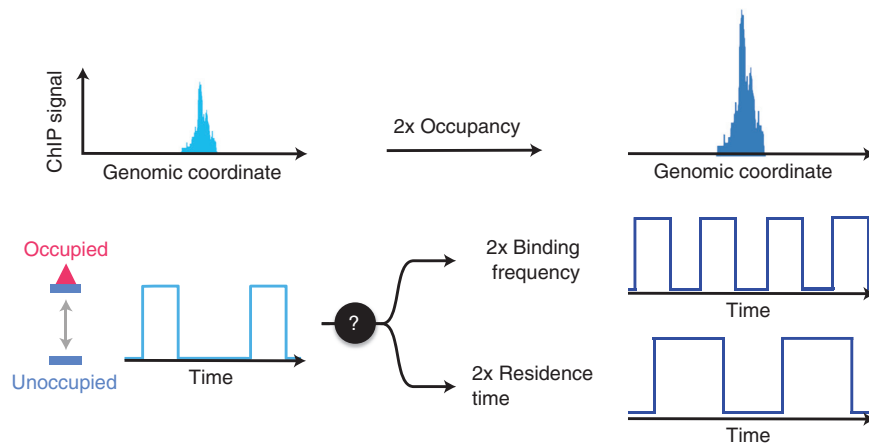 ChIP signal
Genomic coordinate
2x Occupancy
Genomic coordinate
Occupied
Unoccupied
Time
?
2x Binding
frequency
2x Residence
time
Time
Time